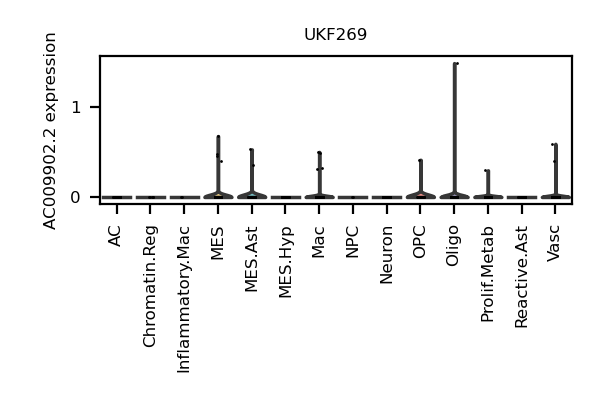 UKF269
AC009902.2 expression
1
0
AC
Chromatin.Reg
Inflammatory.Mac
MES
MES.Ast
MES.Hyp
Mac
NPC
Neuron
OPC
Oligo
Prolif.Metab
Reactive.Ast
Vasc